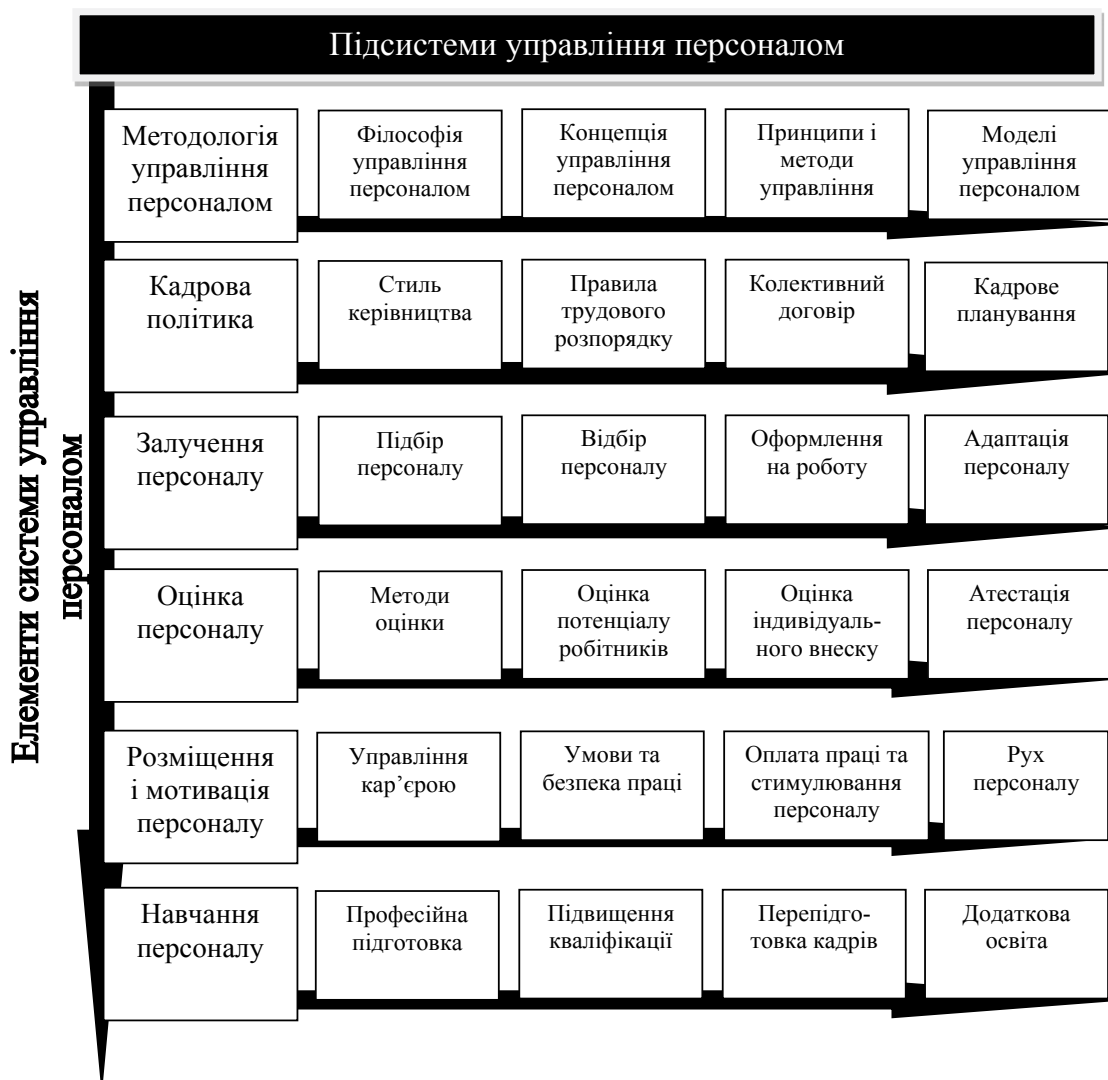 Підсистеми управління персоналом
Елементи системи управління
персоналом
Методологія
управління
персоналом
Філософія
управління
персоналом
Концепція
управління
персоналом
Принципи і
методи
управління
Моделі
управління
персоналом
Кадрова
політика
Стиль
керівництва
Правила
трудового
розпорядку
Колективний
договір
Кадрове
планування
Залучення
персоналу
Підбір
персоналу
Відбір
персоналу
Оформлення
на роботу
Адаптація
персоналу
Оцінка
персоналу
Методи
оцінки
Оцінка
потенціалу
робітників
Оцінка
індивідуаль-
ного внеску
Атестація
персоналу
Розміщення
і мотивація
персоналу
Управління
кар’єрою
Умови та
безпека праці
Оплата праці та
стимулювання
персоналу
Рух
персоналу
Навчання
персоналу
Професійна
підготовка
Підвищення
кваліфікації
Перепідго-
товка кадрів
Додаткова
освіта